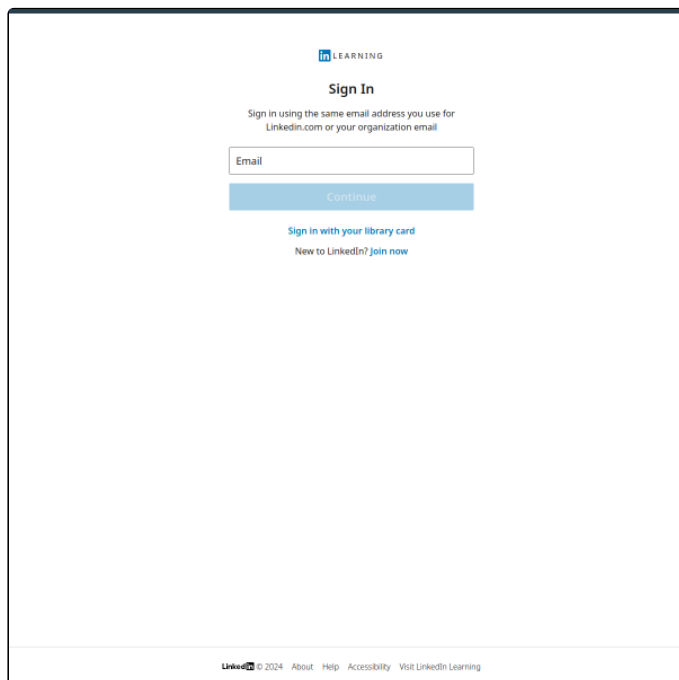 in LEARNING
Sign In
Sign in using the same email address you use for
Linkedin.com or your organization email
Email
Continue
Sign in with your library card
New to LinkedIn? Join now
LinkedIn © 2024 About Help Accessibility Visit LinkedIn Learning